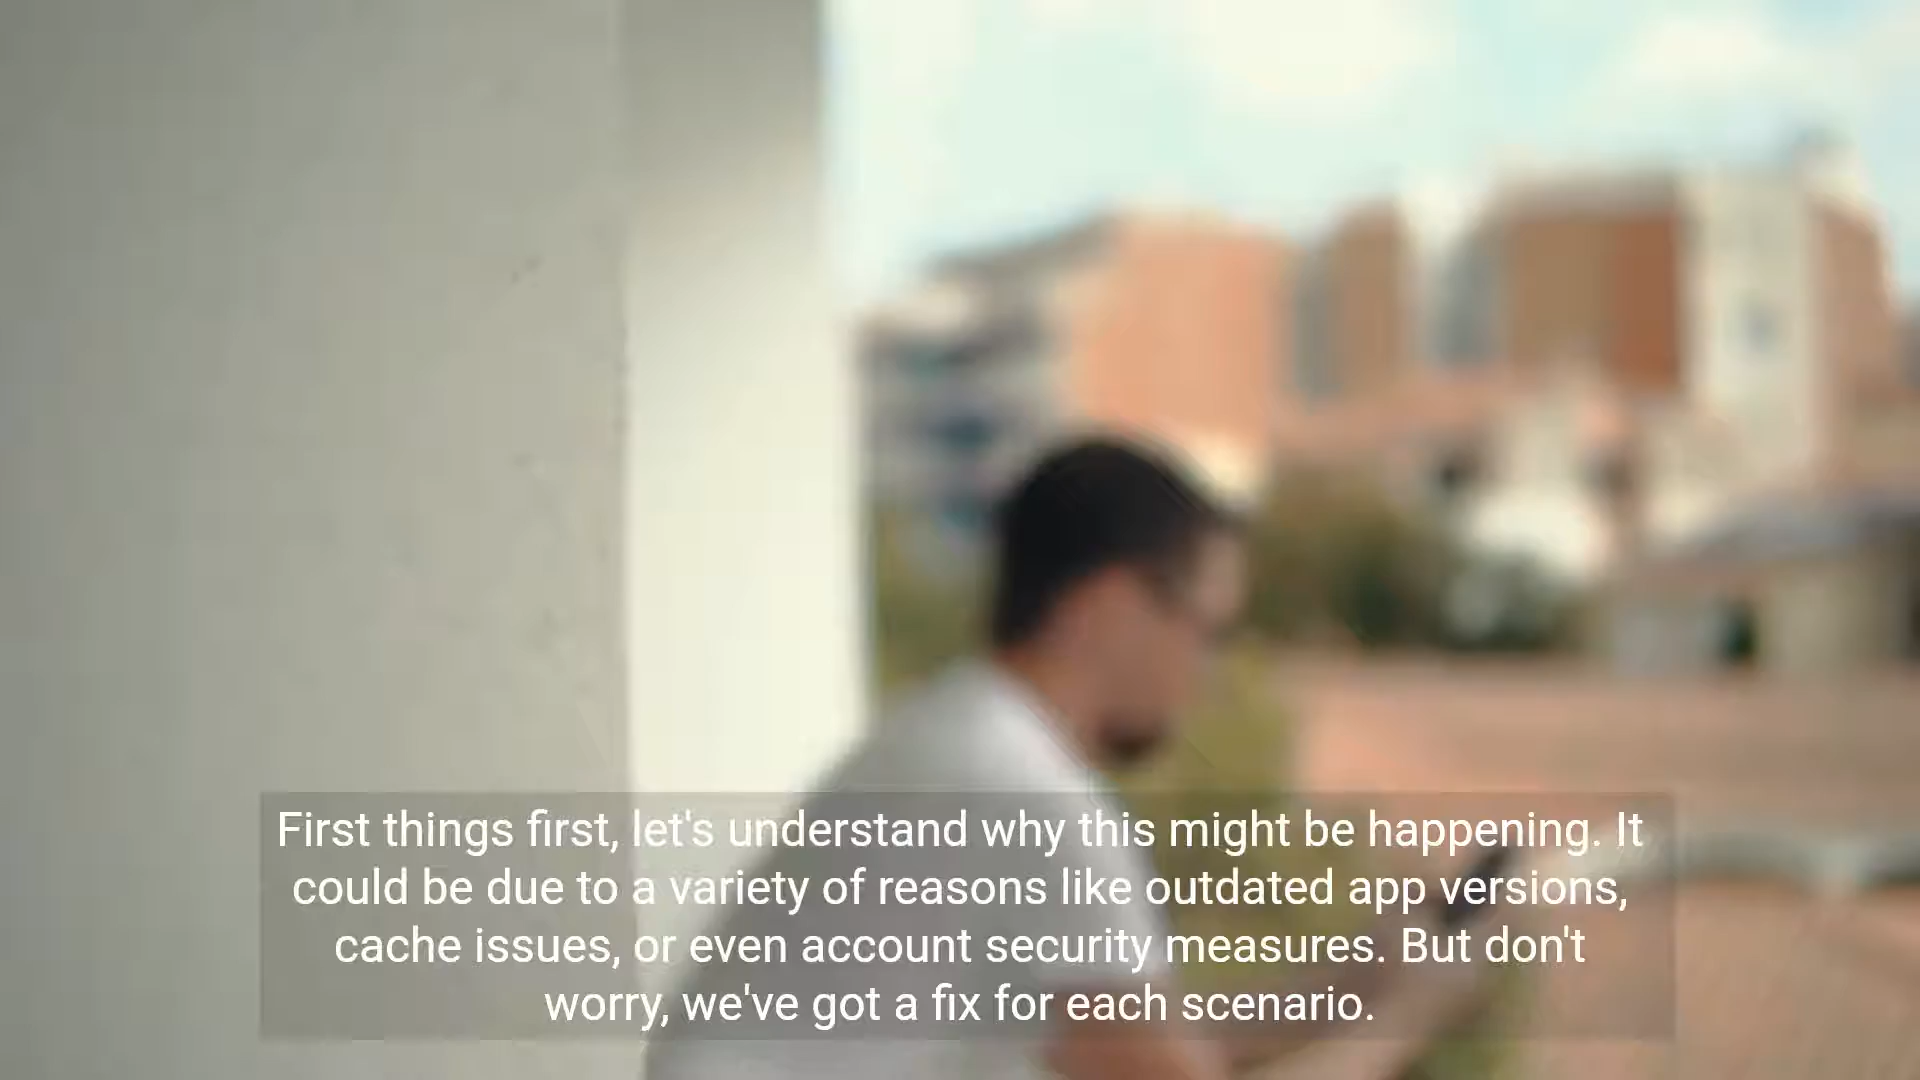 First things first, let's understand why this might be happening. It
could be due to a variety of reasons like outdated app versions,
cache issues, or even account security measures. But don't
worry, we've got a fix for each scenario.